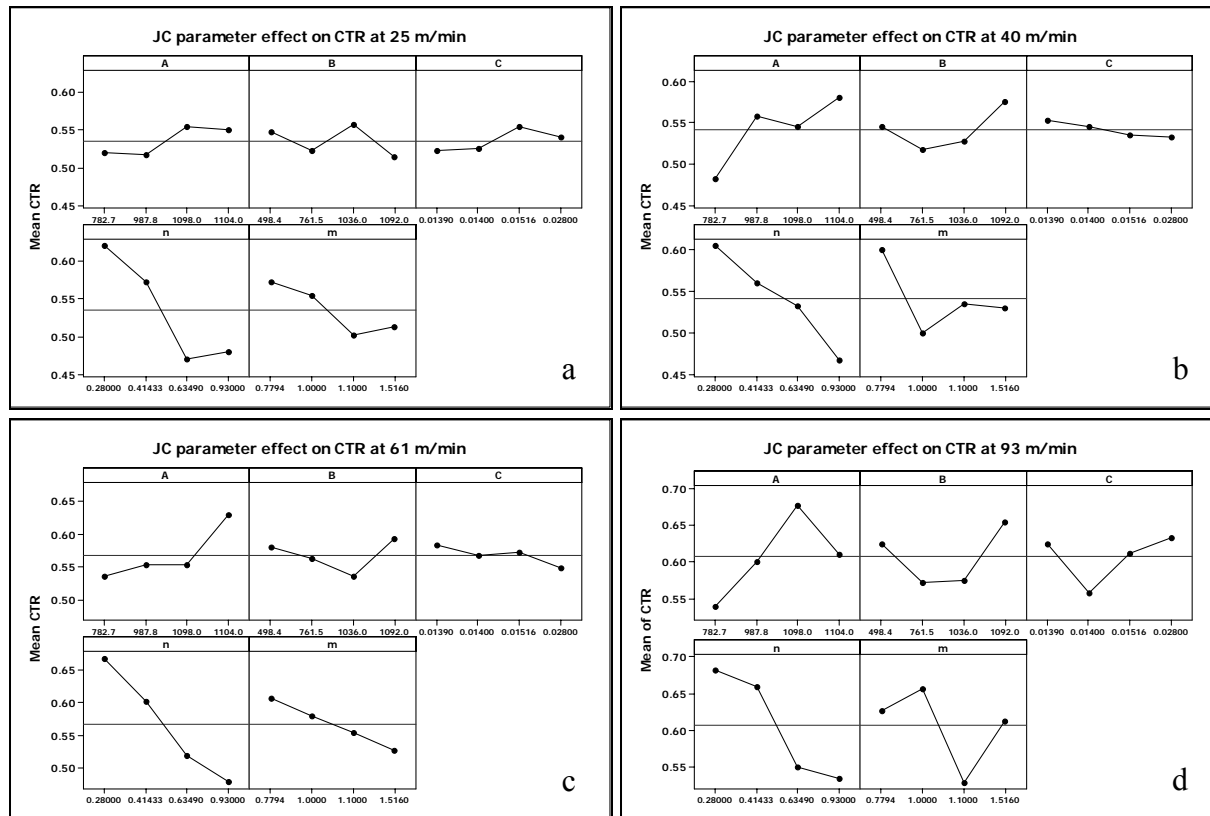 JC parameter effect on CTR at 25 m/min
A B C
0.60
0.55
0.50
0.45
782.7 987.8 1098.0 1104.0 498.4 761.5 1036.0 1092.0 0.01390 0.01400 0.01516 0.02800
Mean CTR
n m
0.60
0.55
0.50
0.45
0.28000 0.41433 0.63490 0.93000 0.7794 1.0000 1.1000 1.5160
a
JC parameter effect on CTR at 40 m/min
A B C
0.60
0.55
0.50
0.45
782.7 987.8 1098.0 1104.0 498.4 761.5 1036.0 1092.0 0.01390 0.01400 0.01516 0.02800
Mean CTR
n m
0.60
0.55
0.50
0.45
0.28000 0.41433 0.63490 0.93000 0.7794 1.0000 1.1000 1.5160
b
JC parameter effect on CTR at 61 m/min
A B C
0.65
0.60
0.55
0.50
782.7 987.8 1098.0 1104.0 498.4 761.5 1036.0 1092.0 0.01390 0.01400 0.01516 0.02800
Mean CTR
n m
0.65
0.60
0.55
0.50
0.28000 0.41433 0.63490 0.93000 0.7794 1.0000 1.1000 1.5160
c
JC parameter effect on CTR at 93 m/min
A B C
0.70
0.65
0.60
0.55
782.7 987.8 1098.0 1104.0 498.4 761.5 1036.0 1092.0 0.01390 0.01400 0.01516 0.02800
Mean of CTR
n m
0.70
0.65
0.60
0.55
0.28000 0.41433 0.63490 0.93000 0.7794 1.0000 1.1000 1.5160
d